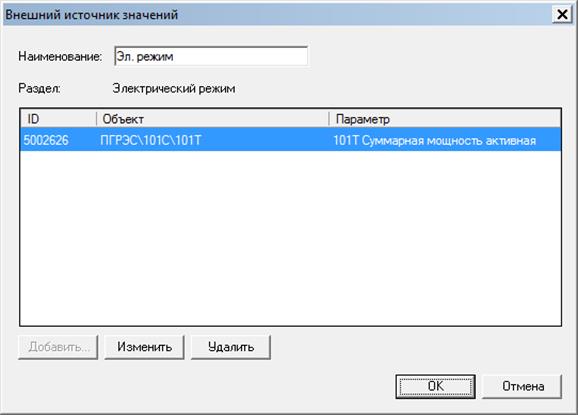 Внешний источник значений
Наименование: Эл. режим
Раздел: Электрический режим
ID Объект Параметр
5002626 ПГРЭС\101С\101Т 101Т Суммарная мощность активная
Добавить... Изменить Удалить
OK Отмена